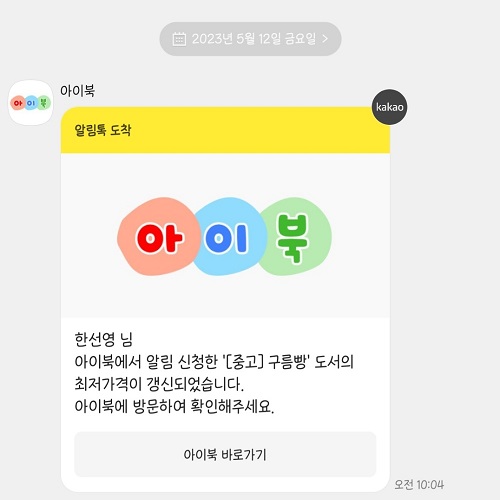 2023년 5월 12일 금요일 >
아이북
아이북
kakao
알림톡 도착
아이북
한선영 님
아이북에서 알림 신청한 '[중고] 구름빵' 도서의
최저가격이 갱신되었습니다.
아이북에 방문하여 확인해주세요.
아이북 바로가기
오전 10:04